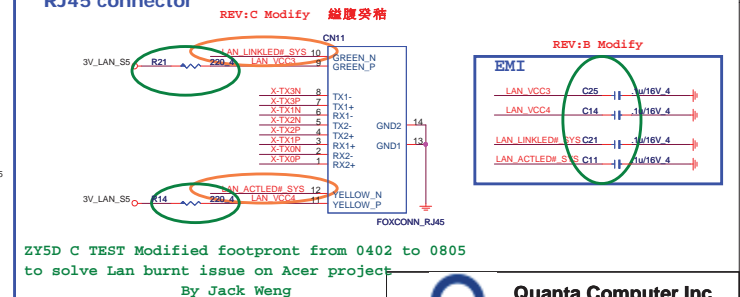 RJ45 connector
REV:C Modify 鎰腹癸秸
CN11
3V_LAN_S5 R21 220_4 LAN_LINKLED#_SYS 10 GREEN_N
LAN_VCC3 9 GREEN_P
X-TX3N 8 TX1-
X-TX3P 7 TX1+
X-TX1N 6 RX1-
X-TX2N 5 TX2-
X-TX2P 4 TX2+
X-TX1P 3 RX1+
X-TX0N 2 RX2-
X-TX0P 1 RX2+
GND2 14
GND1 13
3V_LAN_S5 R14 220_4 LAN_ACTLED#_SYS 12 YELLOW_N
LAN_VCC4 11 YELLOW_P
FOXCONN_RJ45
REV:B Modify
EMI
LAN_VCC3 C25 .1u/16V_4
LAN_VCC4 C14 .1u/16V_4
LAN_LINKLED#_SYS C21 .1u/16V_4
LAN_ACTLED#_SYS C11 .1u/16V_4
ZY5D C TEST Modified footpront from 0402 to 0805
to solve Lan burnt issue on Acer project
By Jack Weng
Quanta Computer Inc